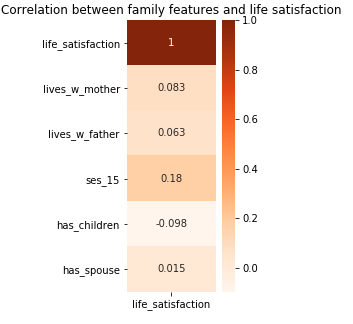 Correlation between family features and life satisfaction
life_satisfaction
1
lives_w_mother
0.083
lives_w_father
0.063
ses_15
0.18
has_children
-0.098
has_spouse
0.015
life_satisfaction
1.0
0.8
0.6
0.4
0.2
0.0